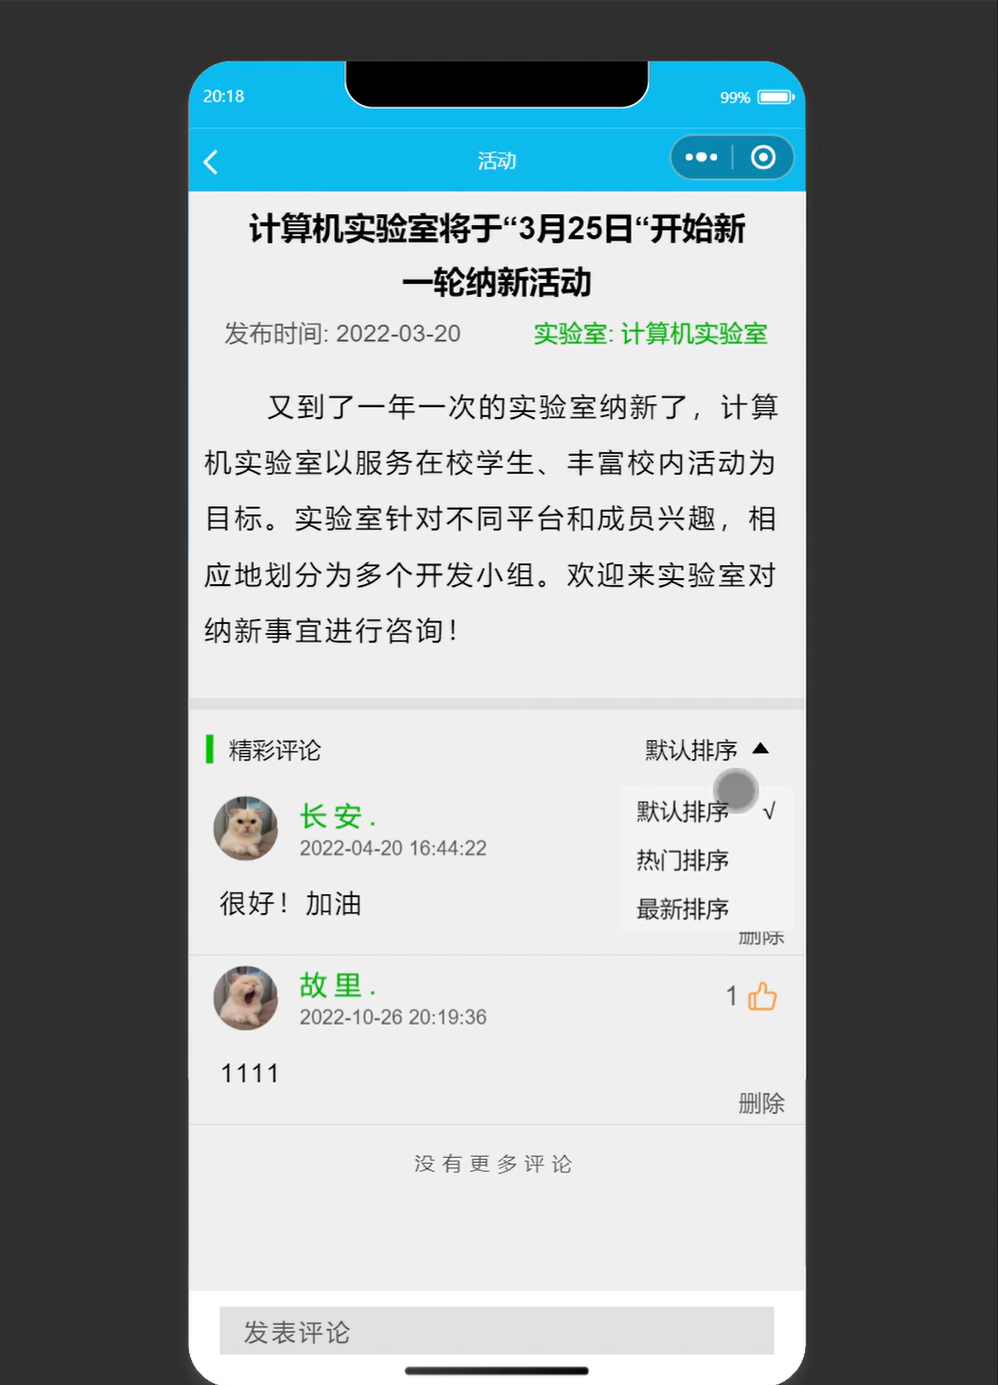 20:18
99%
活动
计算机实验室将于“3月25日“开始新
一轮纳新活动
发布时间: 2022-03-20
实验室: 计算机实验室
又到了一年一次的实验室纳新了，计算
机实验室以服务在校学生、丰富校内活动为
目标。实验室针对不同平台和成员兴趣，相
应地划分为多个开发小组。欢迎来实验室对
纳新事宜进行咨询！
精彩评论
默认排序
默认排序 √
热门排序
最新排序
长安.
2022-04-20 16:44:22
很好！加油
删除
故里.
2022-10-26 20:19:36
1
1111
删除
没有更多评论
发表评论